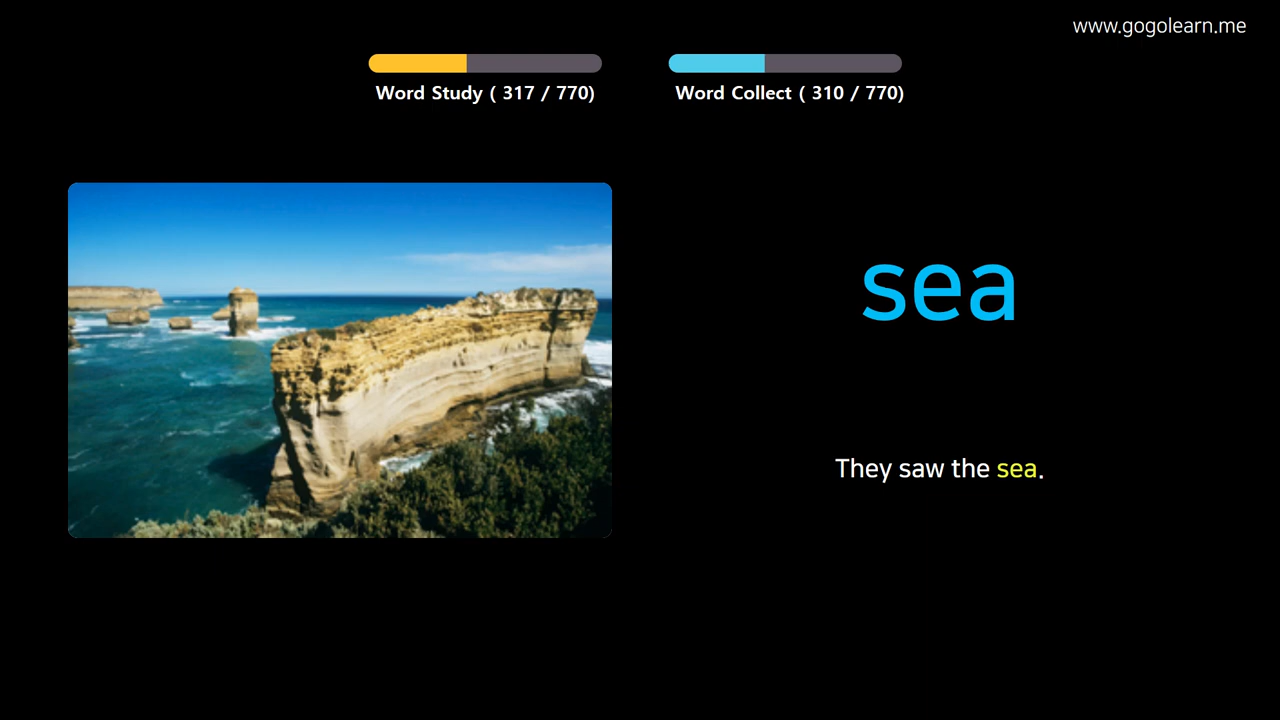 www.gogolearn.me
Word Study ( 317 / 770)
Word Collect ( 310 / 770)
sea
They saw the sea.